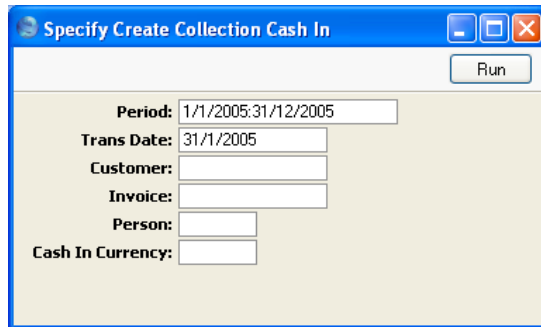 Specify Create Collection Cash In
Run
Period: 1/1/2005:31/12/2005
Trans Date: 31/1/2005
Customer:
Invoice:
Person:
Cash In Currency: